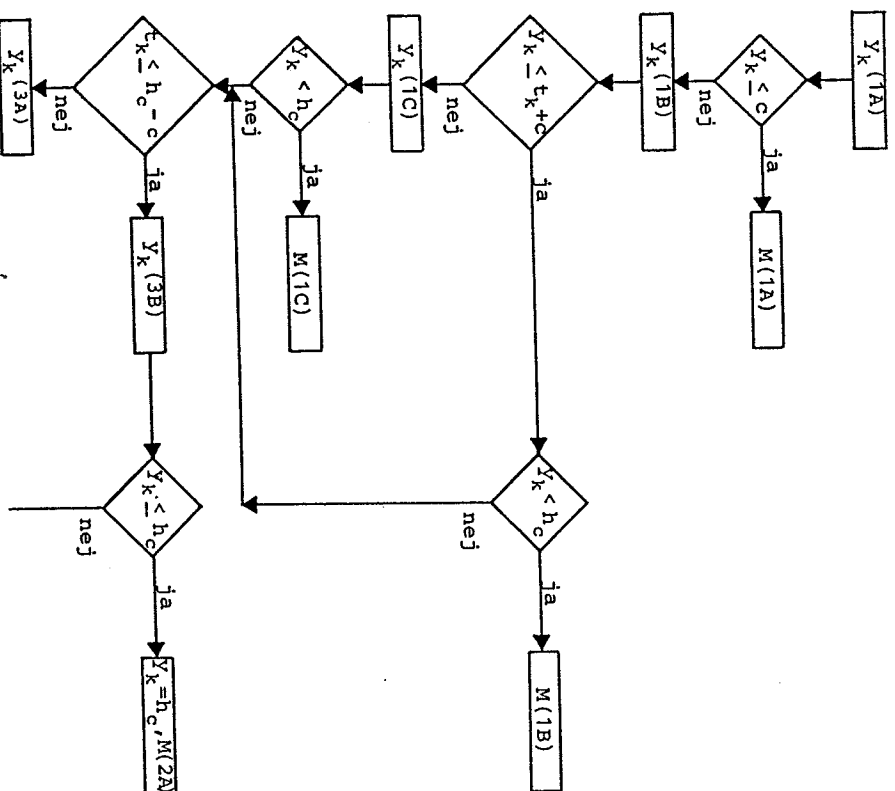 Y_k(1A)
Y_k ≤ c
ja
M(1A)
nej
Y_k(1B)
Y_k ≤ t_k+c
ja
Y_k < h_c
ja
M(1B)
nej
nej
Y_k(1C)
Y_k < h_c
ja
M(1C)
nej
t_k ≤ h_c - c
ja
Y_k(3B)
Y_k ≤ h_c
ja
Y_k=h_c, M(2A)
nej
nej
Y_k(3A)